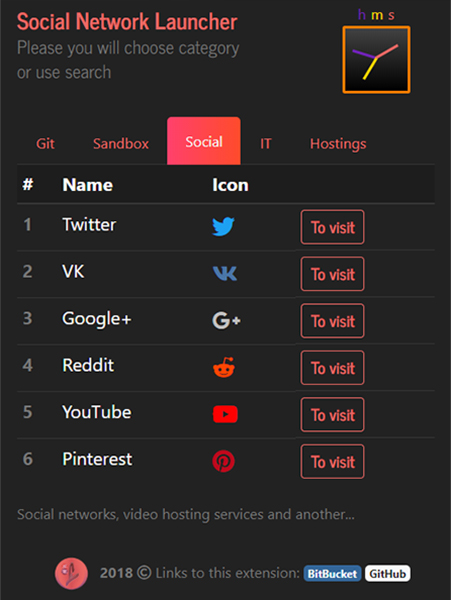 Social Network Launcher
h m s
Please you will choose category
or use search
Git Sandbox Social IT Hostings
# Name Icon
1 Twitter To visit
2 VK To visit
3 Google+ To visit
4 Reddit To visit
5 YouTube To visit
6 Pinterest To visit
Social networks, video hosting services and another...
2018 © Links to this extension: BitBucket GitHub